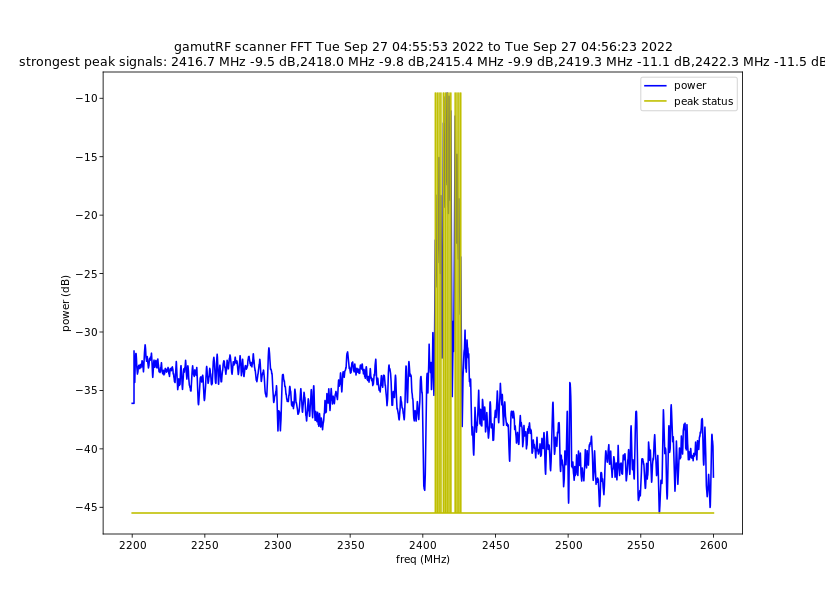 gamutRF scanner FFT Tue Sep 27 04:55:53 2022 to Tue Sep 27 04:56:23 2022
strongest peak signals: 2416.7 MHz -9.5 dB,2418.0 MHz -9.8 dB,2415.4 MHz -9.9 dB,2419.3 MHz -11.1 dB,2422.3 MHz -11.5 dB
power
peak status
−10
−15
−20
−25
−30
−35
−40
−45
power (dB)
2200 2250 2300 2350 2400 2450 2500 2550 2600
freq (MHz)